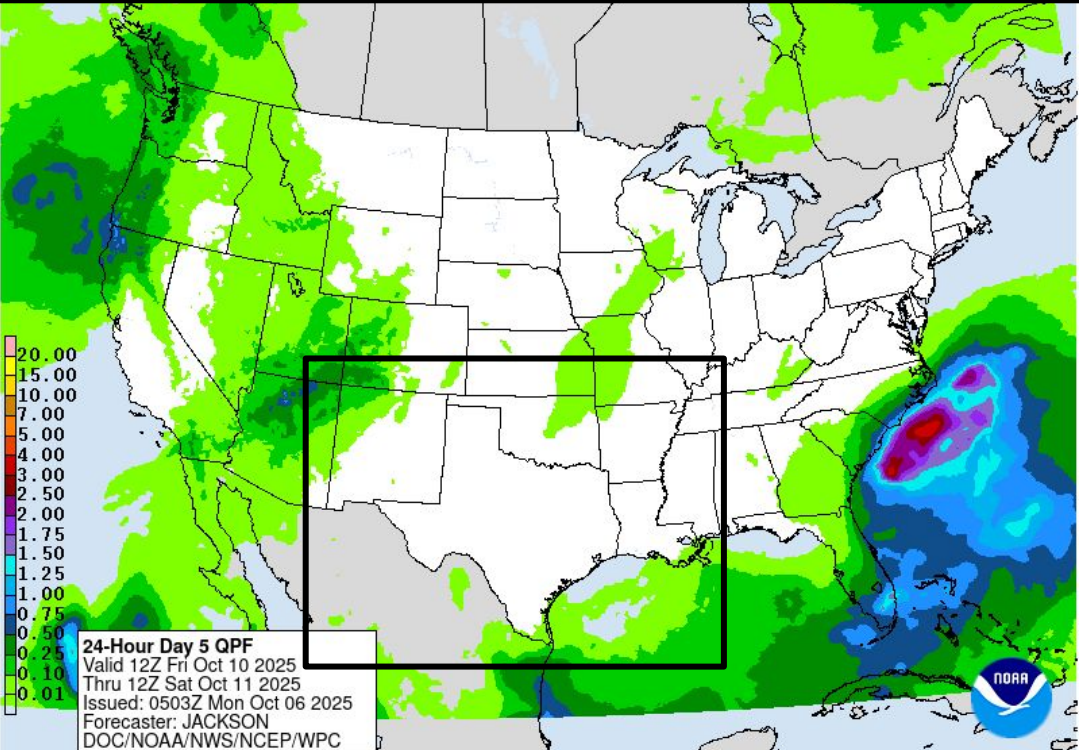 20.00
15.00
10.00
7.00
5.00
4.00
3.00
2.50
2.00
1.75
1.50
1.25
1.00
0.75
0.50
0.25
0.10
0.01
24-Hour Day 5 QPF
Valid 12Z Fri Oct 10 2025
Thru 12Z Sat Oct 11 2025
Issued: 0503Z Mon Oct 06 2025
Forecaster: JACKSON
DOC/NOAA/NWS/NCEP/WPC
NOAA